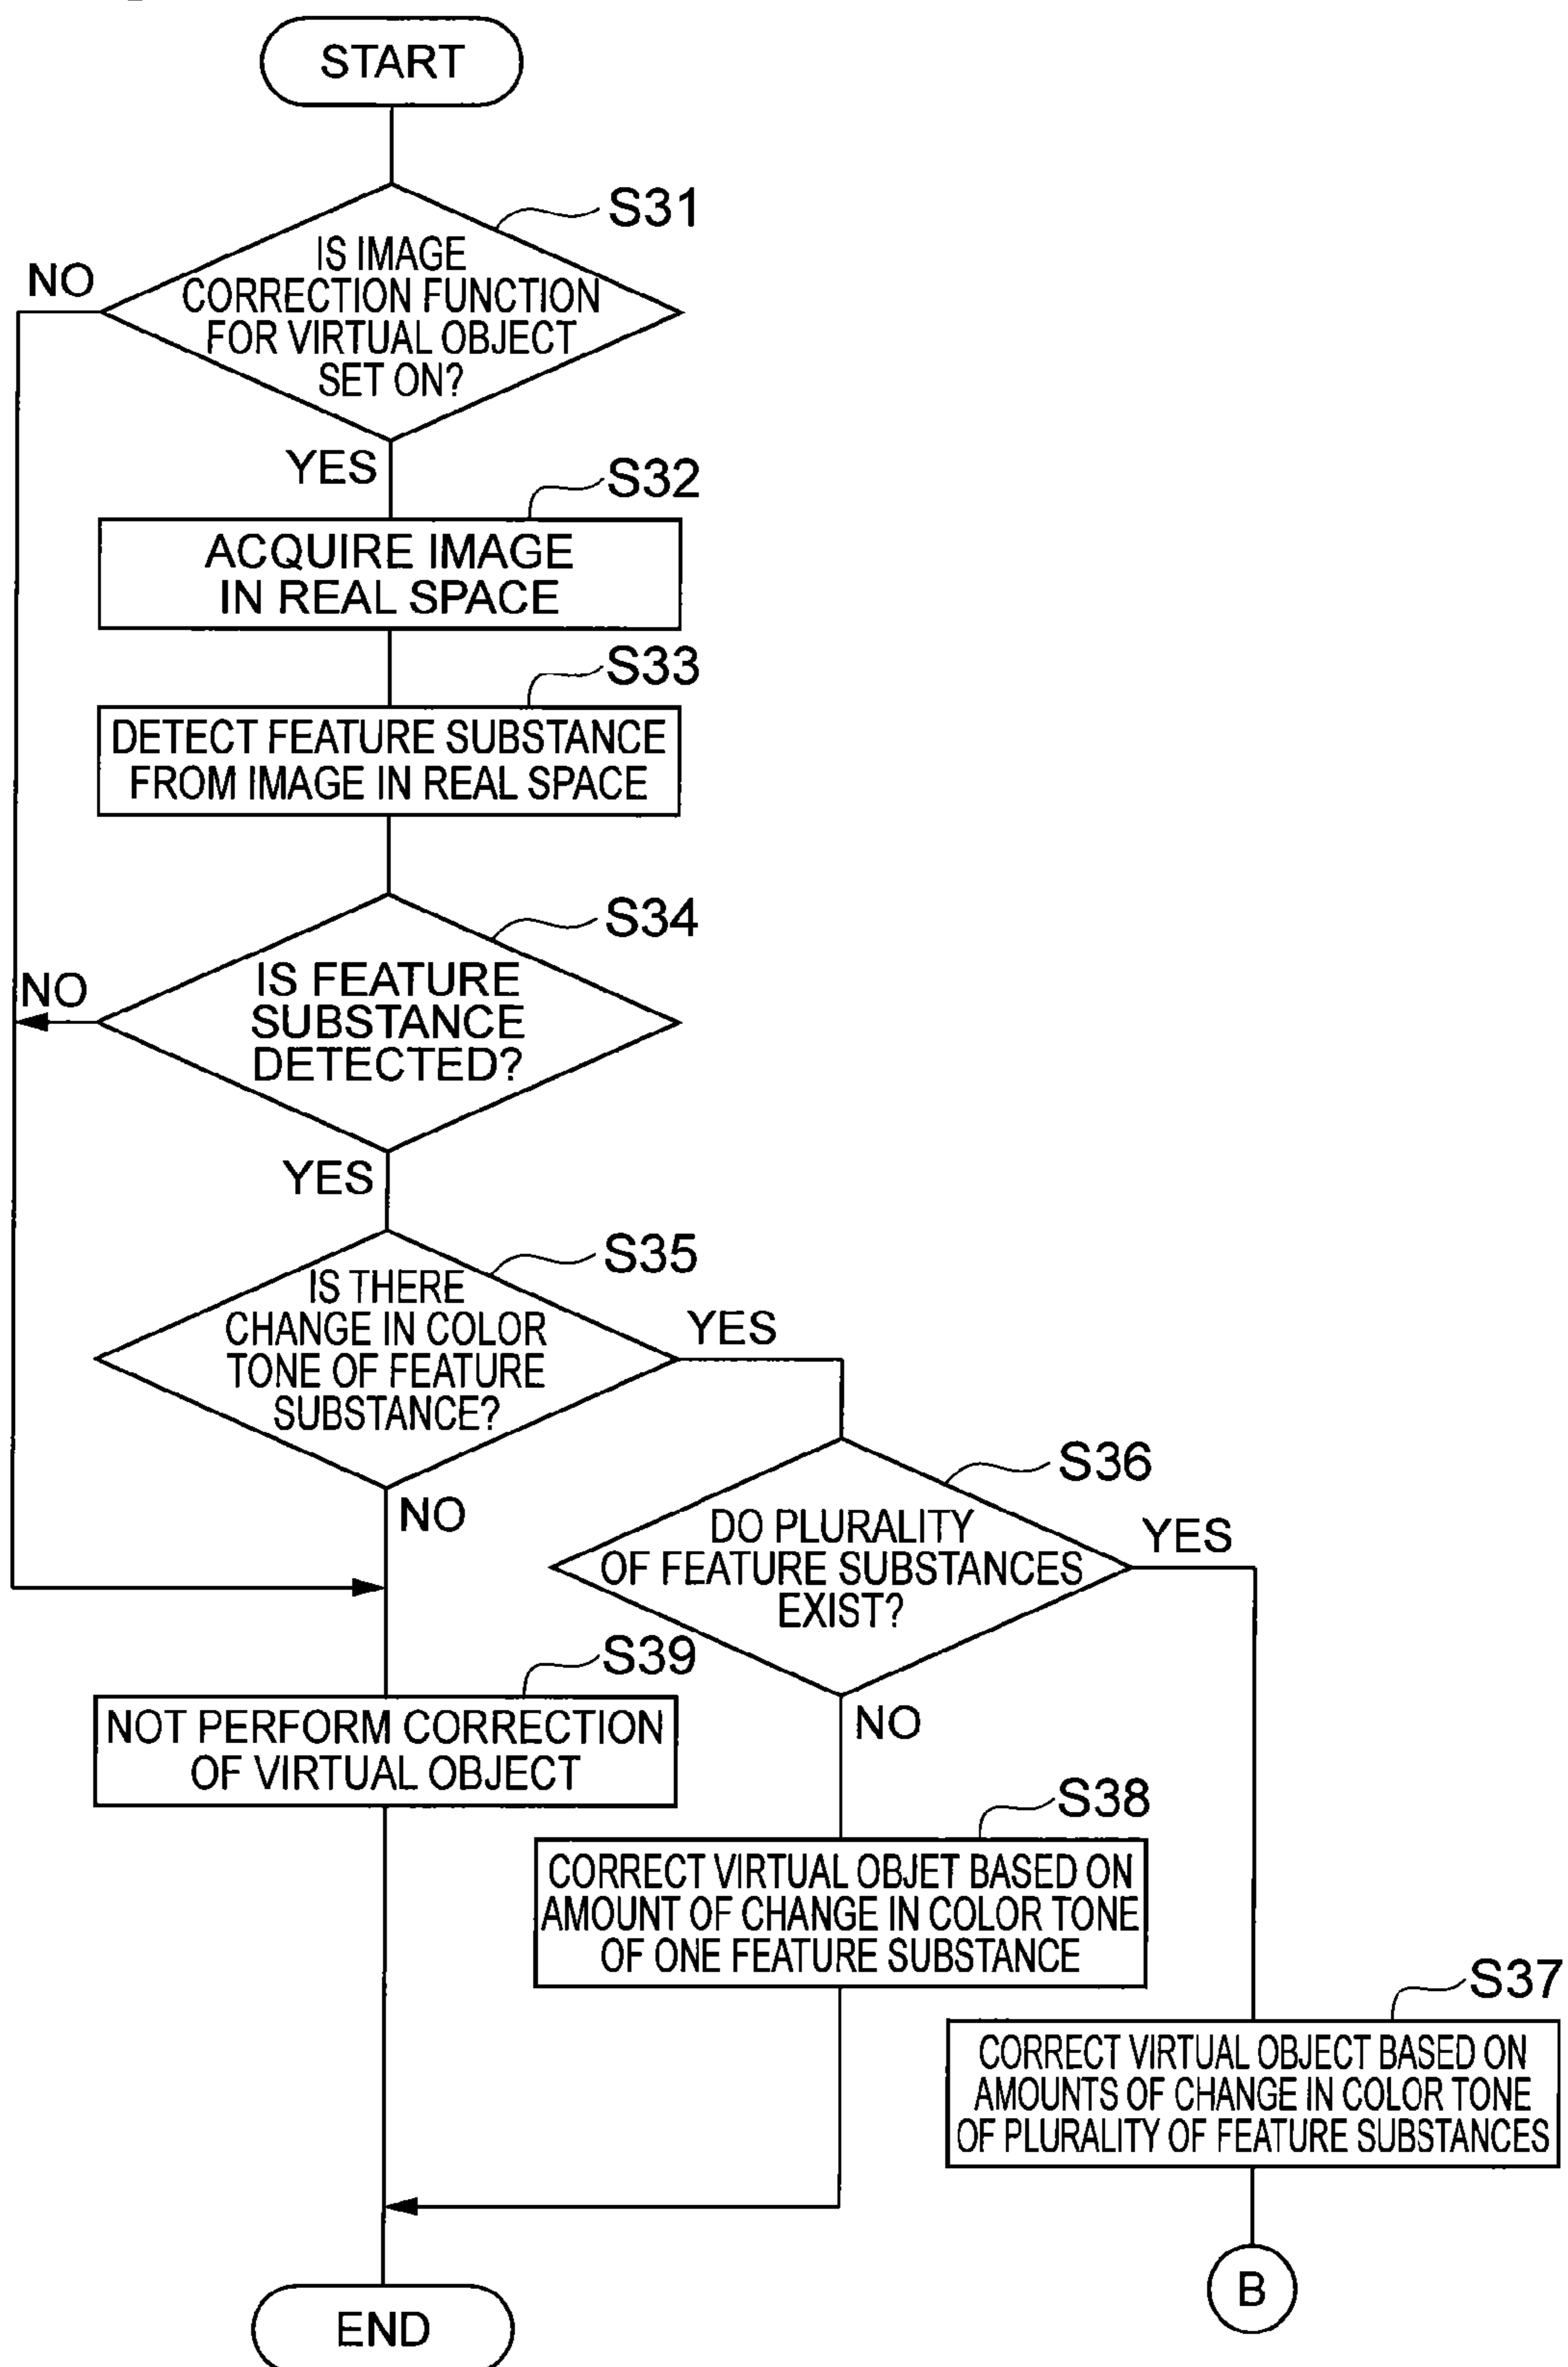 START
S31
IS IMAGE
CORRECTION FUNCTION
FOR VIRTUAL OBJECT
SET ON?
NO
YES
S32
ACQUIRE IMAGE
IN REAL SPACE
S33
DETECT FEATURE SUBSTANCE
FROM IMAGE IN REAL SPACE
S34
IS FEATURE
SUBSTANCE
DETECTED?
NO
YES
S35
IS THERE
CHANGE IN COLOR
TONE OF FEATURE
SUBSTANCE?
YES
NO
S36
DO PLURALITY
OF FEATURE SUBSTANCES
EXIST?
YES
NO
S39
NOT PERFORM CORRECTION
OF VIRTUAL OBJECT
S38
CORRECT VIRTUAL OBJET BASED ON
AMOUNT OF CHANGE IN COLOR TONE
OF ONE FEATURE SUBSTANCE
S37
CORRECT VIRTUAL OBJECT BASED ON
AMOUNTS OF CHANGE IN COLOR TONE
OF PLURALITY OF FEATURE SUBSTANCES
B
END